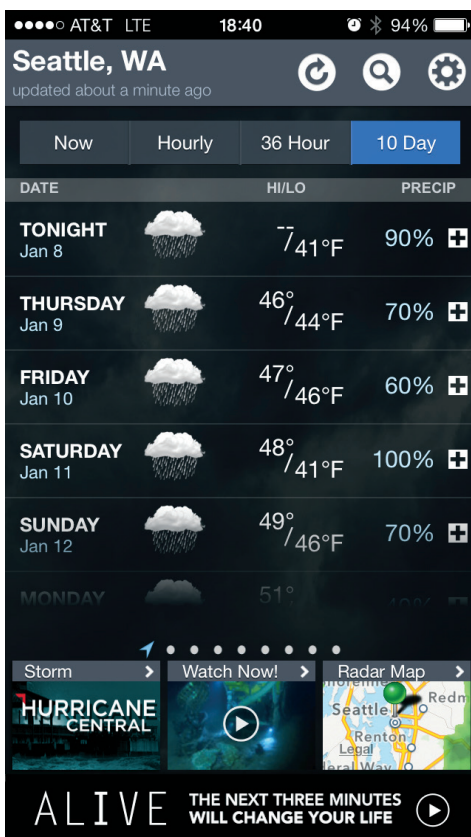 AT&T LTE 18:40 94%
Seattle, WA
updated about a minute ago
Now Hourly 36 Hour 10 Day
DATE HI/LO PRECIP
TONIGHT
Jan 8
--/41°F 90%
THURSDAY
Jan 9
46°/44°F 70%
FRIDAY
Jan 10
47°/46°F 60%
SATURDAY
Jan 11
48°/41°F 100%
SUNDAY
Jan 12
49°/46°F 70%
MONDAY
51°
Storm Watch Now! Radar Map
HURRICANE
CENTRAL
Seattle
Redm
Renton
Legal
ALIVE
THE NEXT THREE MINUTES
WILL CHANGE YOUR LIFE